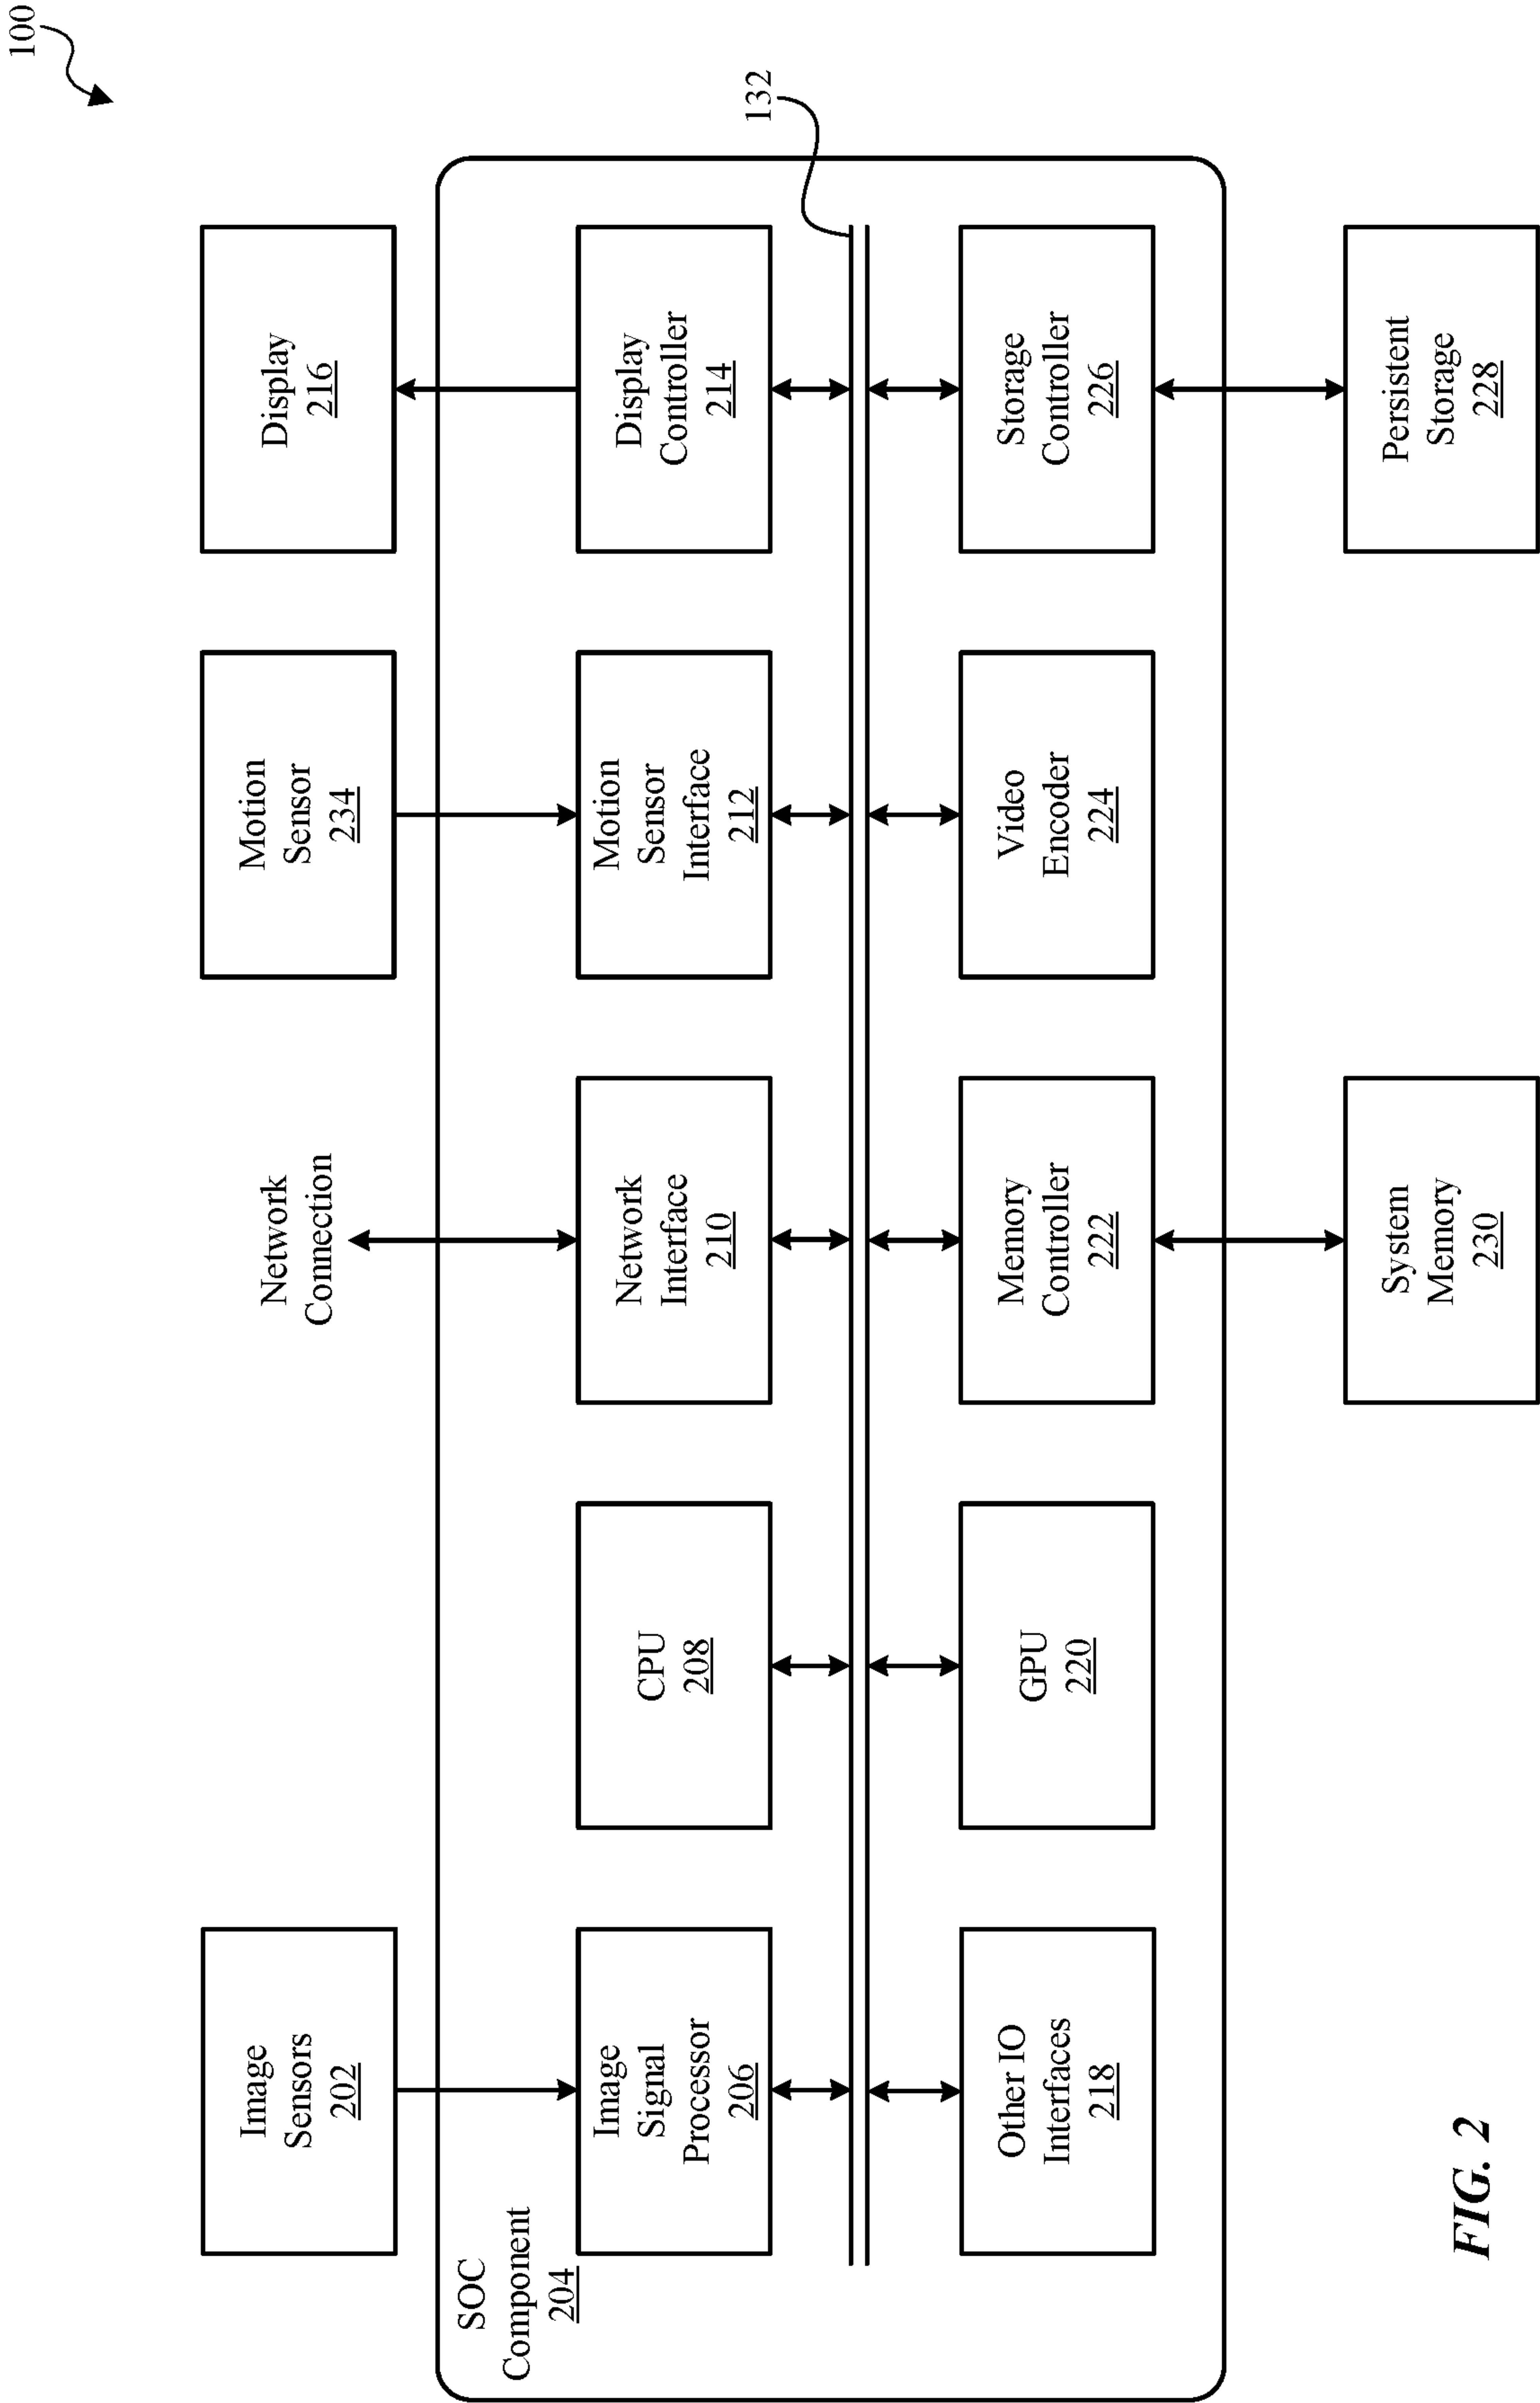 100
Image
Sensors
202
Network
Connection
Motion
Sensor
234
Display
216
SOC
Component
204
Image
Signal
Processor
206
CPU
208
Network
Interface
210
Motion
Sensor
Interface
212
Display
Controller
214
132
Other IO
Interfaces
218
GPU
220
Memory
Controller
222
Video
Encoder
224
Storage
Controller
226
System
Memory
230
Persistent
Storage
228
FIG. 2